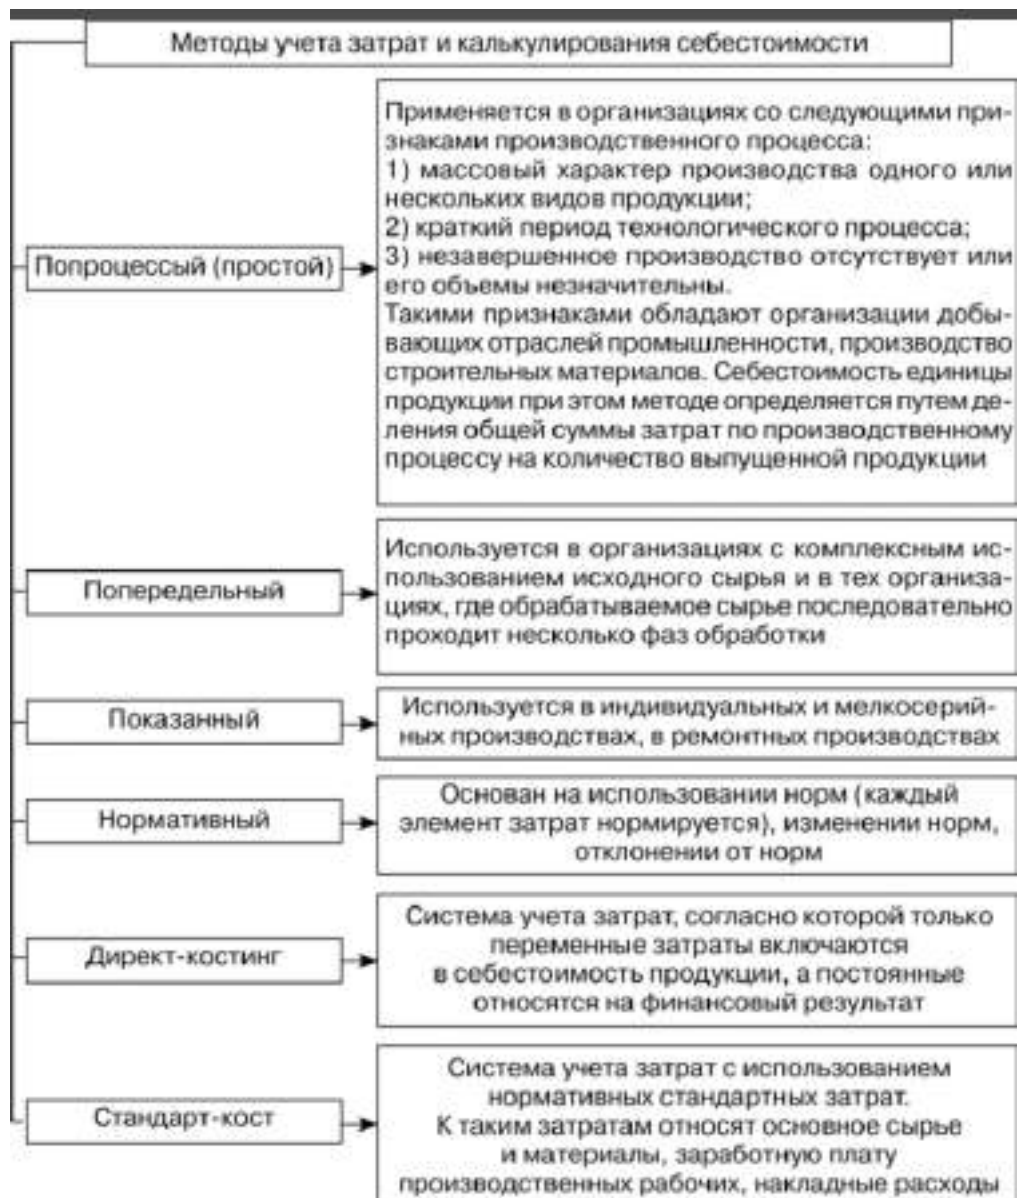 Методы учета затрат и калькулирования себестоимости
Попроцессый (простой)
Применяется в организациях со следующими при-
знаками производственного процесса:
1) массовый характер производства одного или
нескольких видов продукции;
2) краткий период технологического процесса;
3) незавершенное производство отсутствует или
его объемы незначительны.
Такими признаками обладают организации добы-
вающих отраслей промышленности, производство
строительных материалов. Себестоимость единицы
продукции при этом методе определяется путем де-
ления общей суммы затрат по производственному
процессу на количество выпущенной продукции
Попередельный
Используется в организациях с комплексным ис-
пользованием исходного сырья и в тех организа-
циях, где обрабатываемое сырье последовательно
проходит несколько фаз обработки
Показанный
Используется в индивидуальных и мелкосерий-
ных производствах, в ремонтных производствах
Нормативный
Основан на использовании норм (каждый
элемент затрат нормируется), изменении норм,
отклонении от норм
Директ-костинг
Система учета затрат, согласно которой только
переменные затраты включаются
в себестоимость продукции, а постоянные
относятся на финансовый результат
Стандарт-кост
Система учета затрат с использованием
нормативных стандартных затрат.
К таким затратам относят основное сырье
и материалы, заработную плату
производственных рабочих, накладные расходы